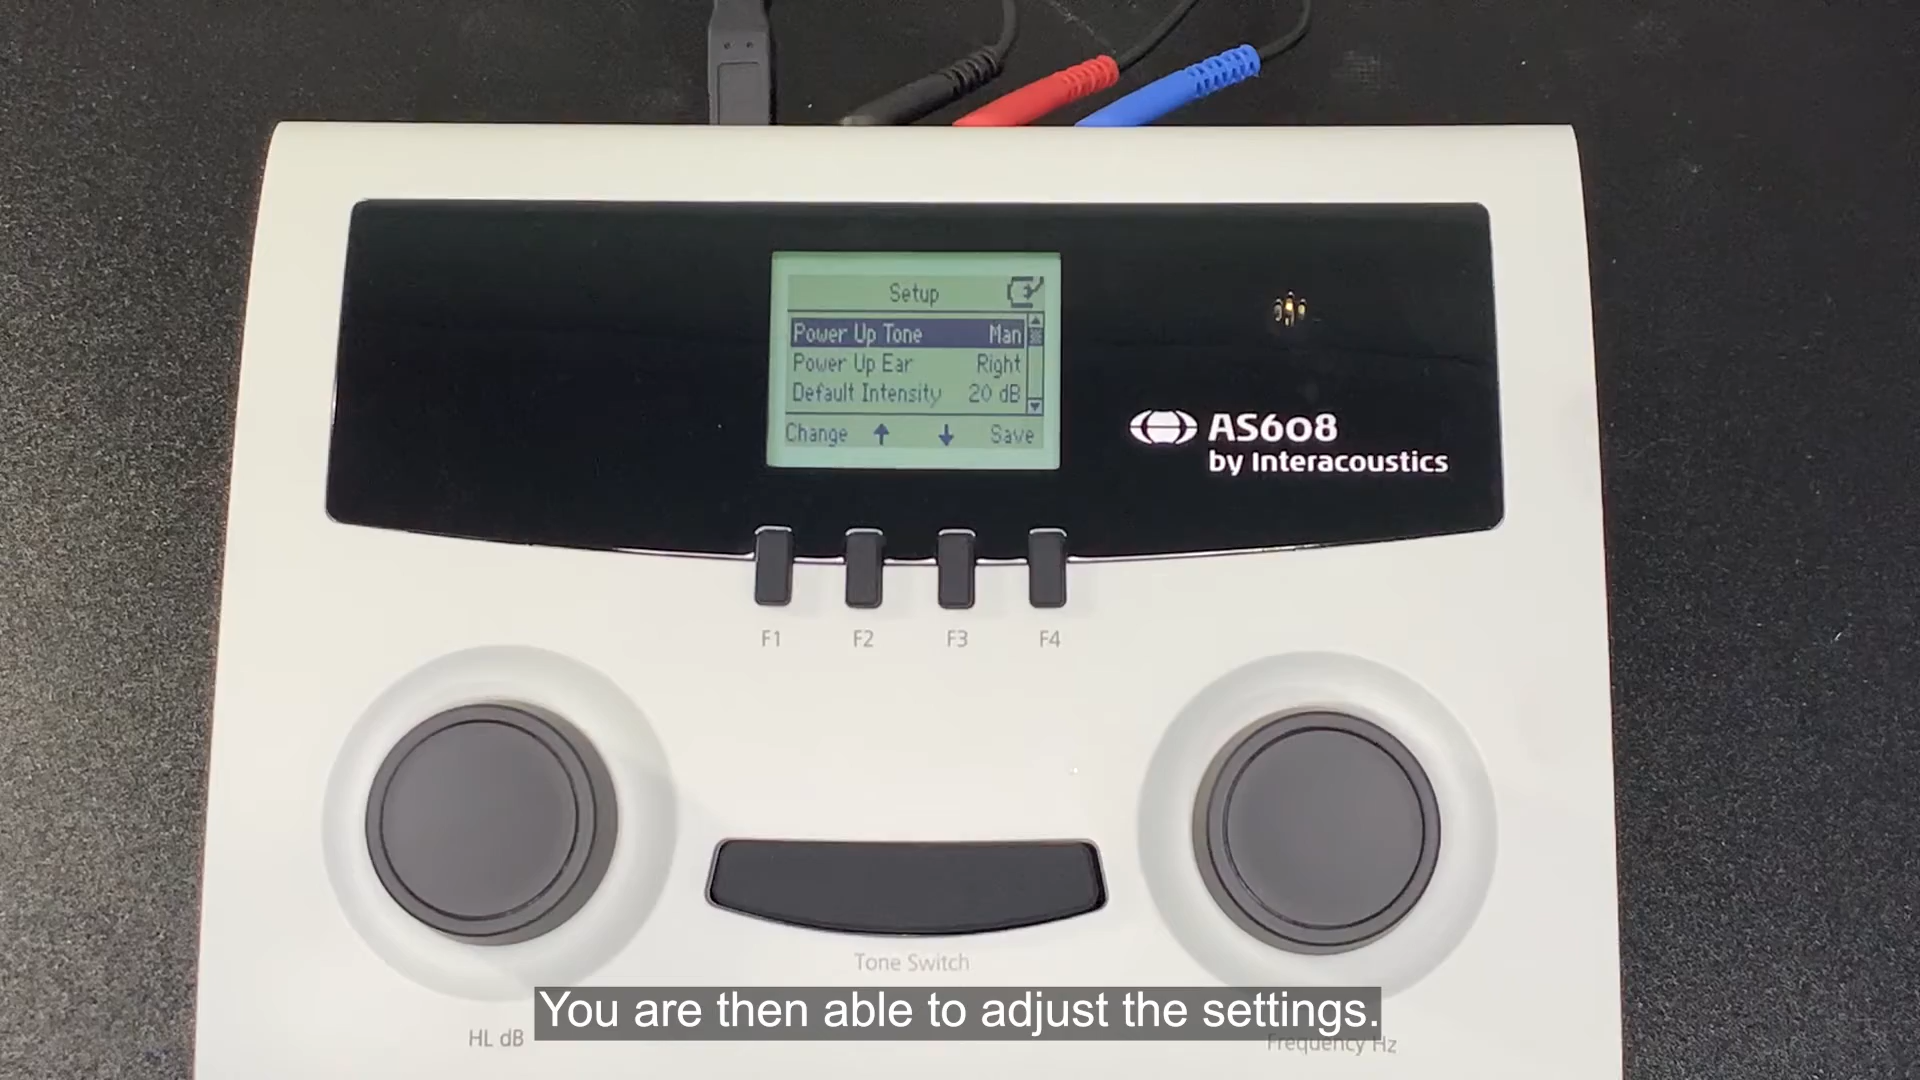 Setup
Power Up Tone Man
Power Up Ear Right
Default Intensity 20 dB
Change ↑ ↓ Save
AS608
by Interacoustics
F1 F2 F3 F4
Tone Switch
You are then able to adjust the settings.
HL dB
Frequency Hz